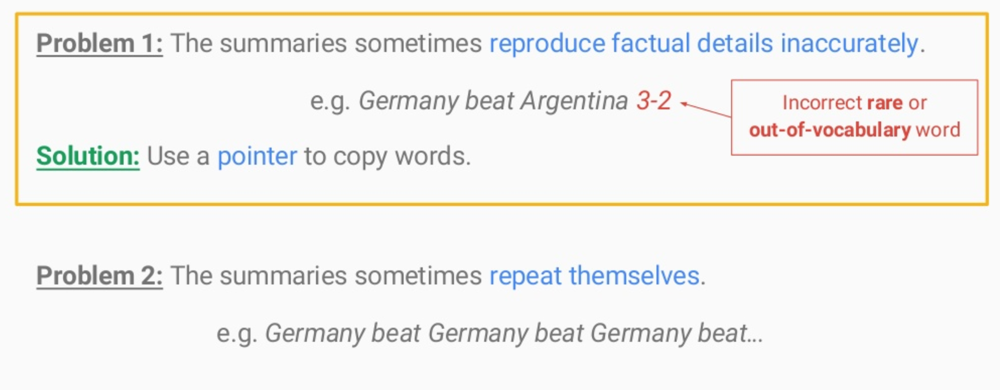 Problem 1: The summaries sometimes reproduce factual details inaccurately.
e.g. Germany beat Argentina 3-2
Incorrect rare or
out-of-vocabulary word
Solution: Use a pointer to copy words.
Problem 2: The summaries sometimes repeat themselves.
e.g. Germany beat Germany beat Germany beat...